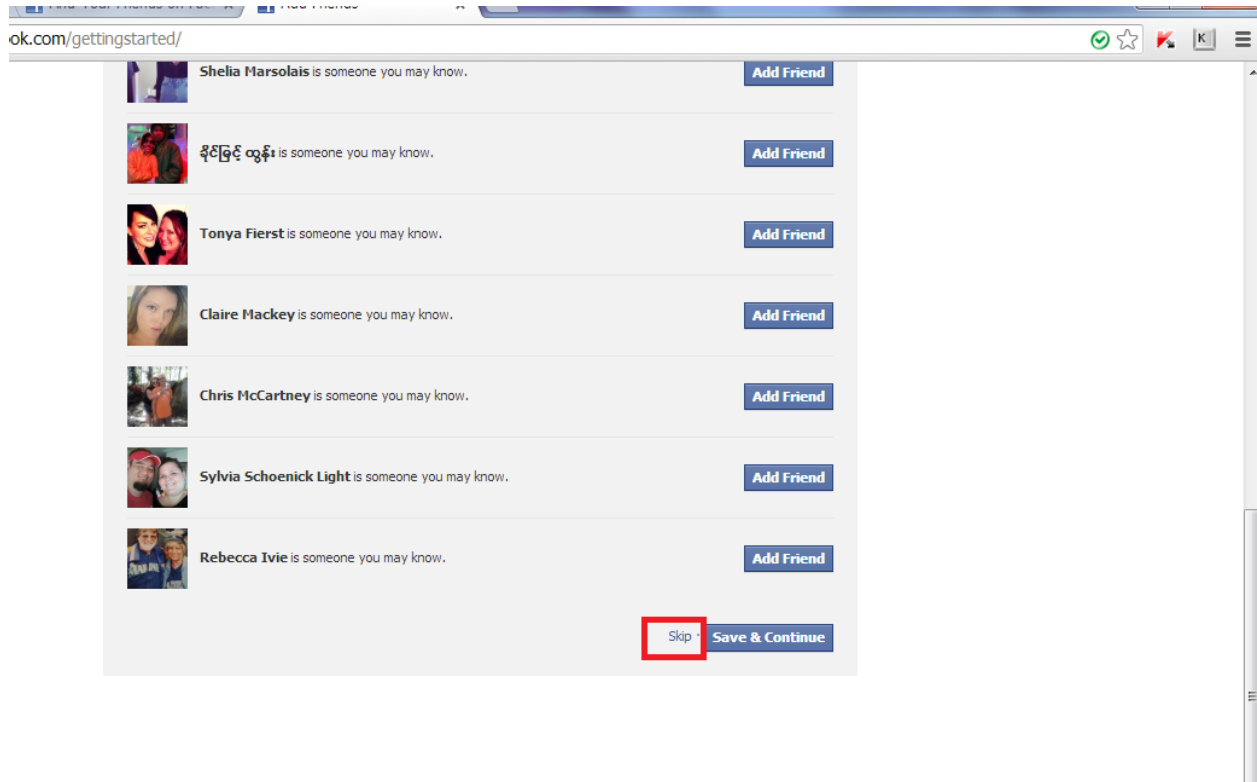 ook.com/gettingstarted/
K
Shelia Marsolais is someone you may know.
Add Friend
ခိုင်မြင့် ထွန်း is someone you may know.
Add Friend
Tonya Fierst is someone you may know.
Add Friend
Claire Mackey is someone you may know.
Add Friend
Chris McCartney is someone you may know.
Add Friend
Sylvia Schoenick Light is someone you may know.
Add Friend
Rebecca Ivie is someone you may know.
Add Friend
Skip · Save & Continue